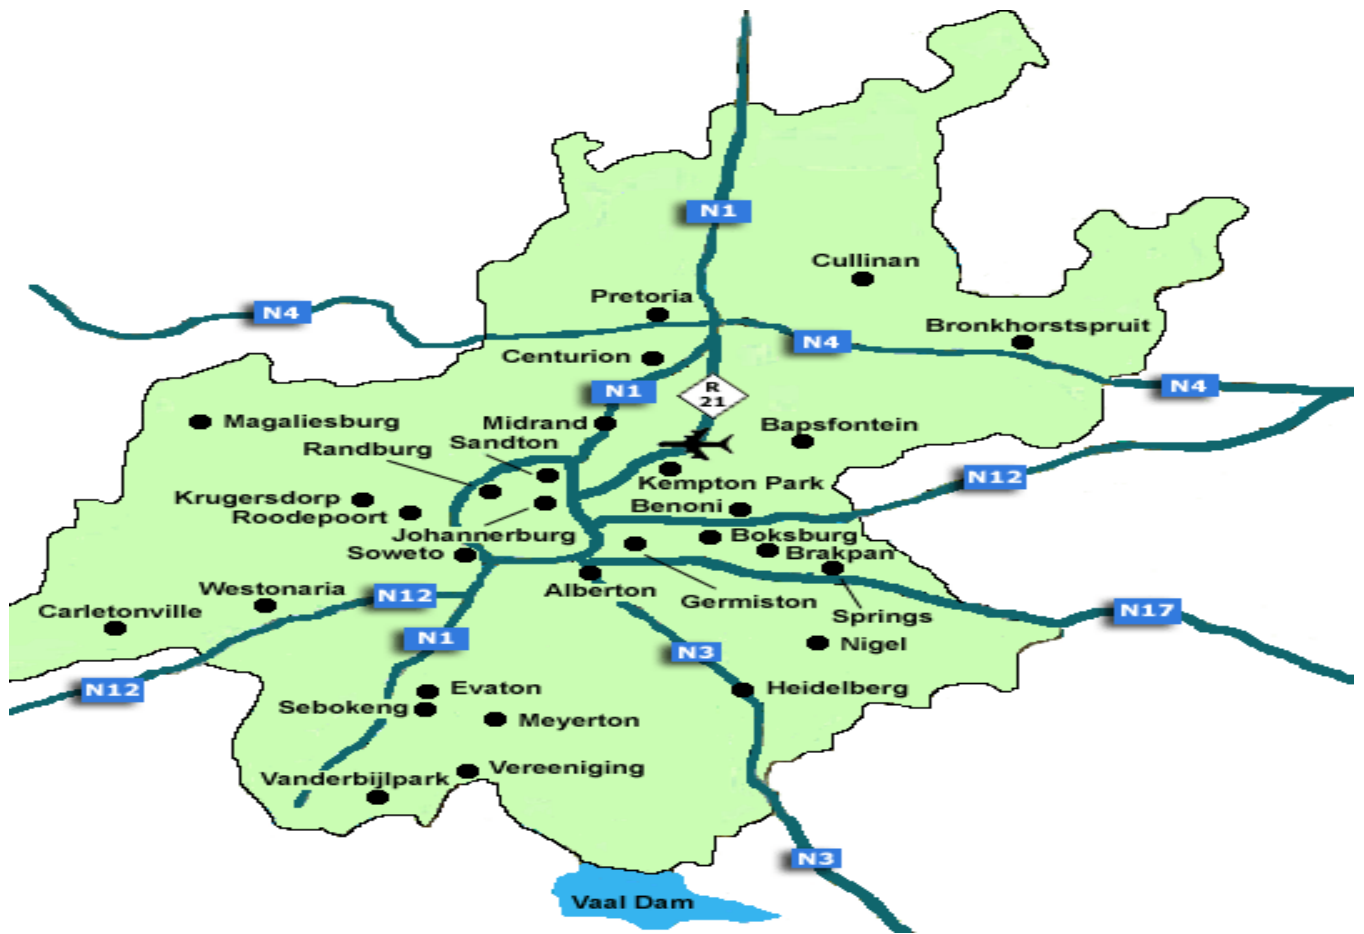 N1
Cullinan
Pretoria
N4
Bronkhorstspruit
N4
Centurion
N4
N1
R
21
Magaliesburg
Midrand
Bapsfontein
Sandton
Randburg
Kempton Park
N12
Krugersdorp
Benoni
Roodepoort
Johannerburg
Boksburg
Soweto
Brakpan
Westonaria
N12
Alberton
Germiston
Carletonville
Springs
N17
N1
Nigel
N3
N12
Evaton
Heidelberg
Sebokeng
Meyerton
Vereeniging
Vanderbijlpark
N3
Vaal Dam